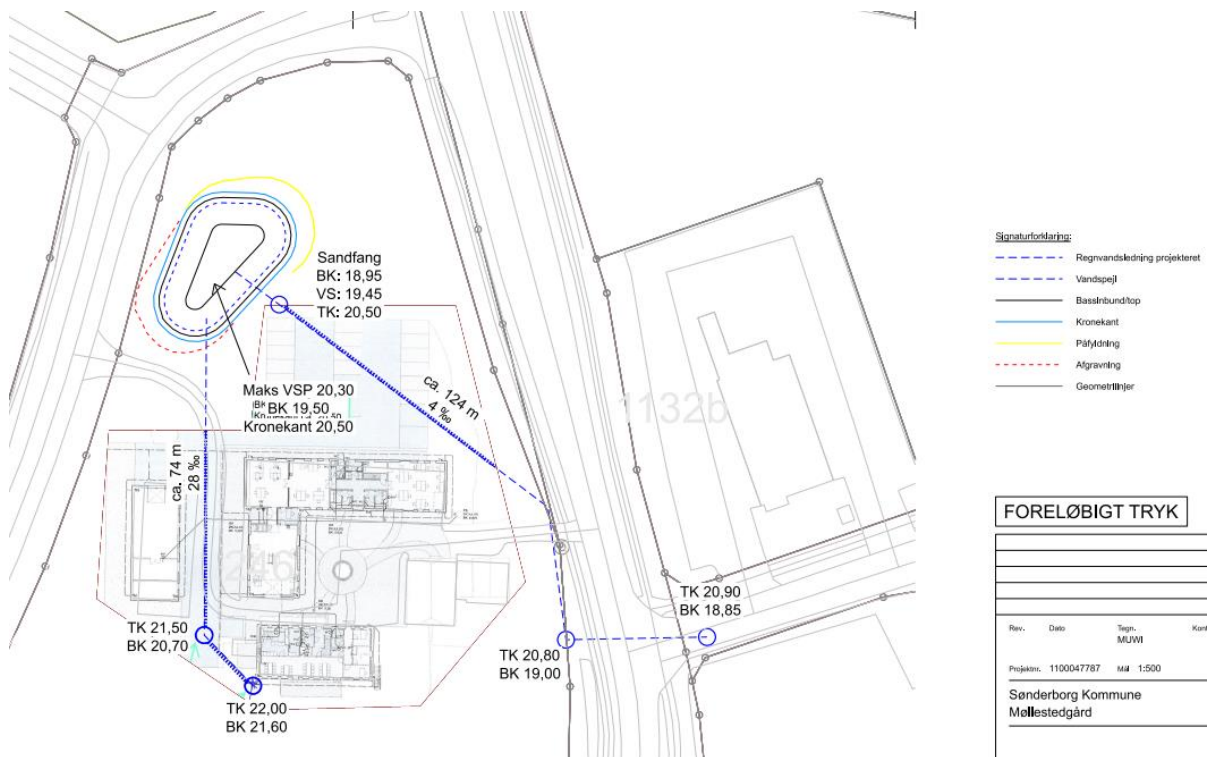 Sandfang
BK: 18,95
VS: 19,45
TK: 20,50
Maks VSP 20,30
BK 19,50
Kronekant 20,50
ca. 124 m
4 ‰
ca. 74 m
28 ‰
1132b
TK 21,50
BK 20,70
TK 22,00
BK 21,60
TK 20,80
BK 19,00
TK 20,90
BK 18,85
Signaturforklaring:
Regnvandsledning projekteret
Vandspejl
Bassinbund/top
Kronekant
Påfyldning
Afgravning
Geometrilinjer
FORELØBIGT TRYK
Rev. Dato Tegn. Kont
MUWI
Projektnr. 1100047787 Mål 1:500
Sønderborg Kommune
Møllestedgård